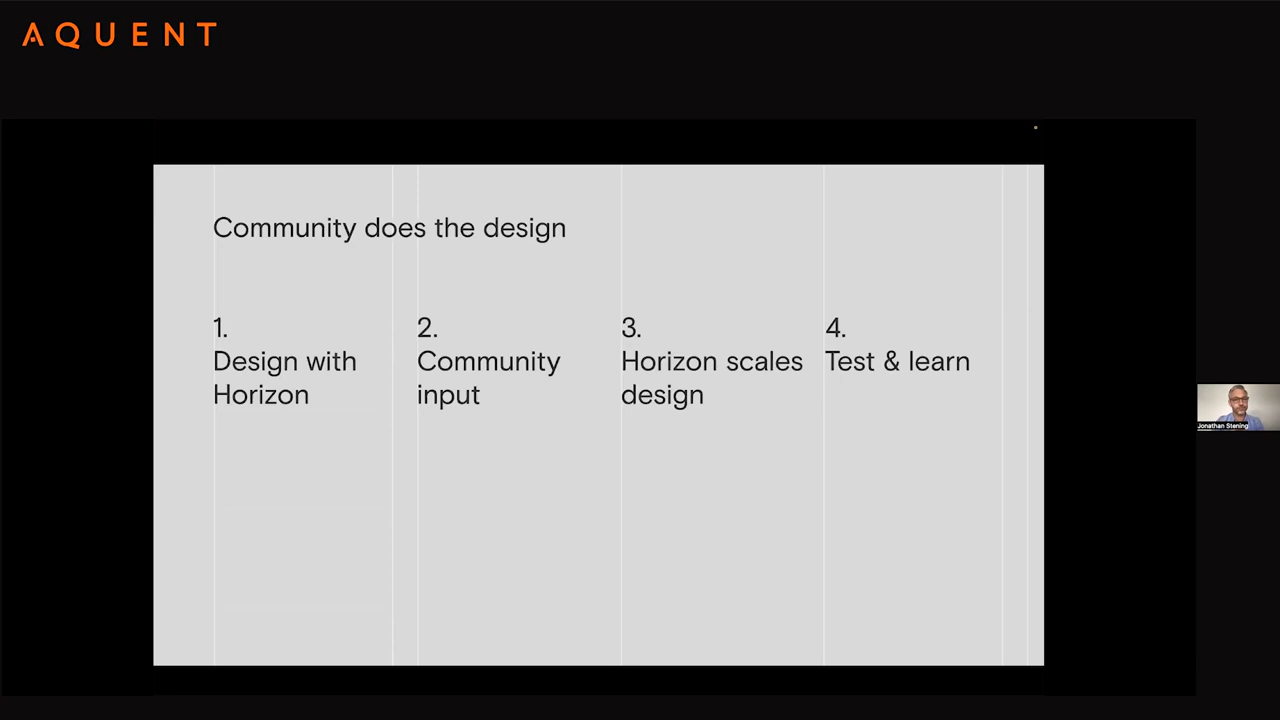 AQUENT
Community does the design
1.
Design with
Horizon
2.
Community
input
3.
Horizon scales
design
4.
Test & learn
Jonathan Stening